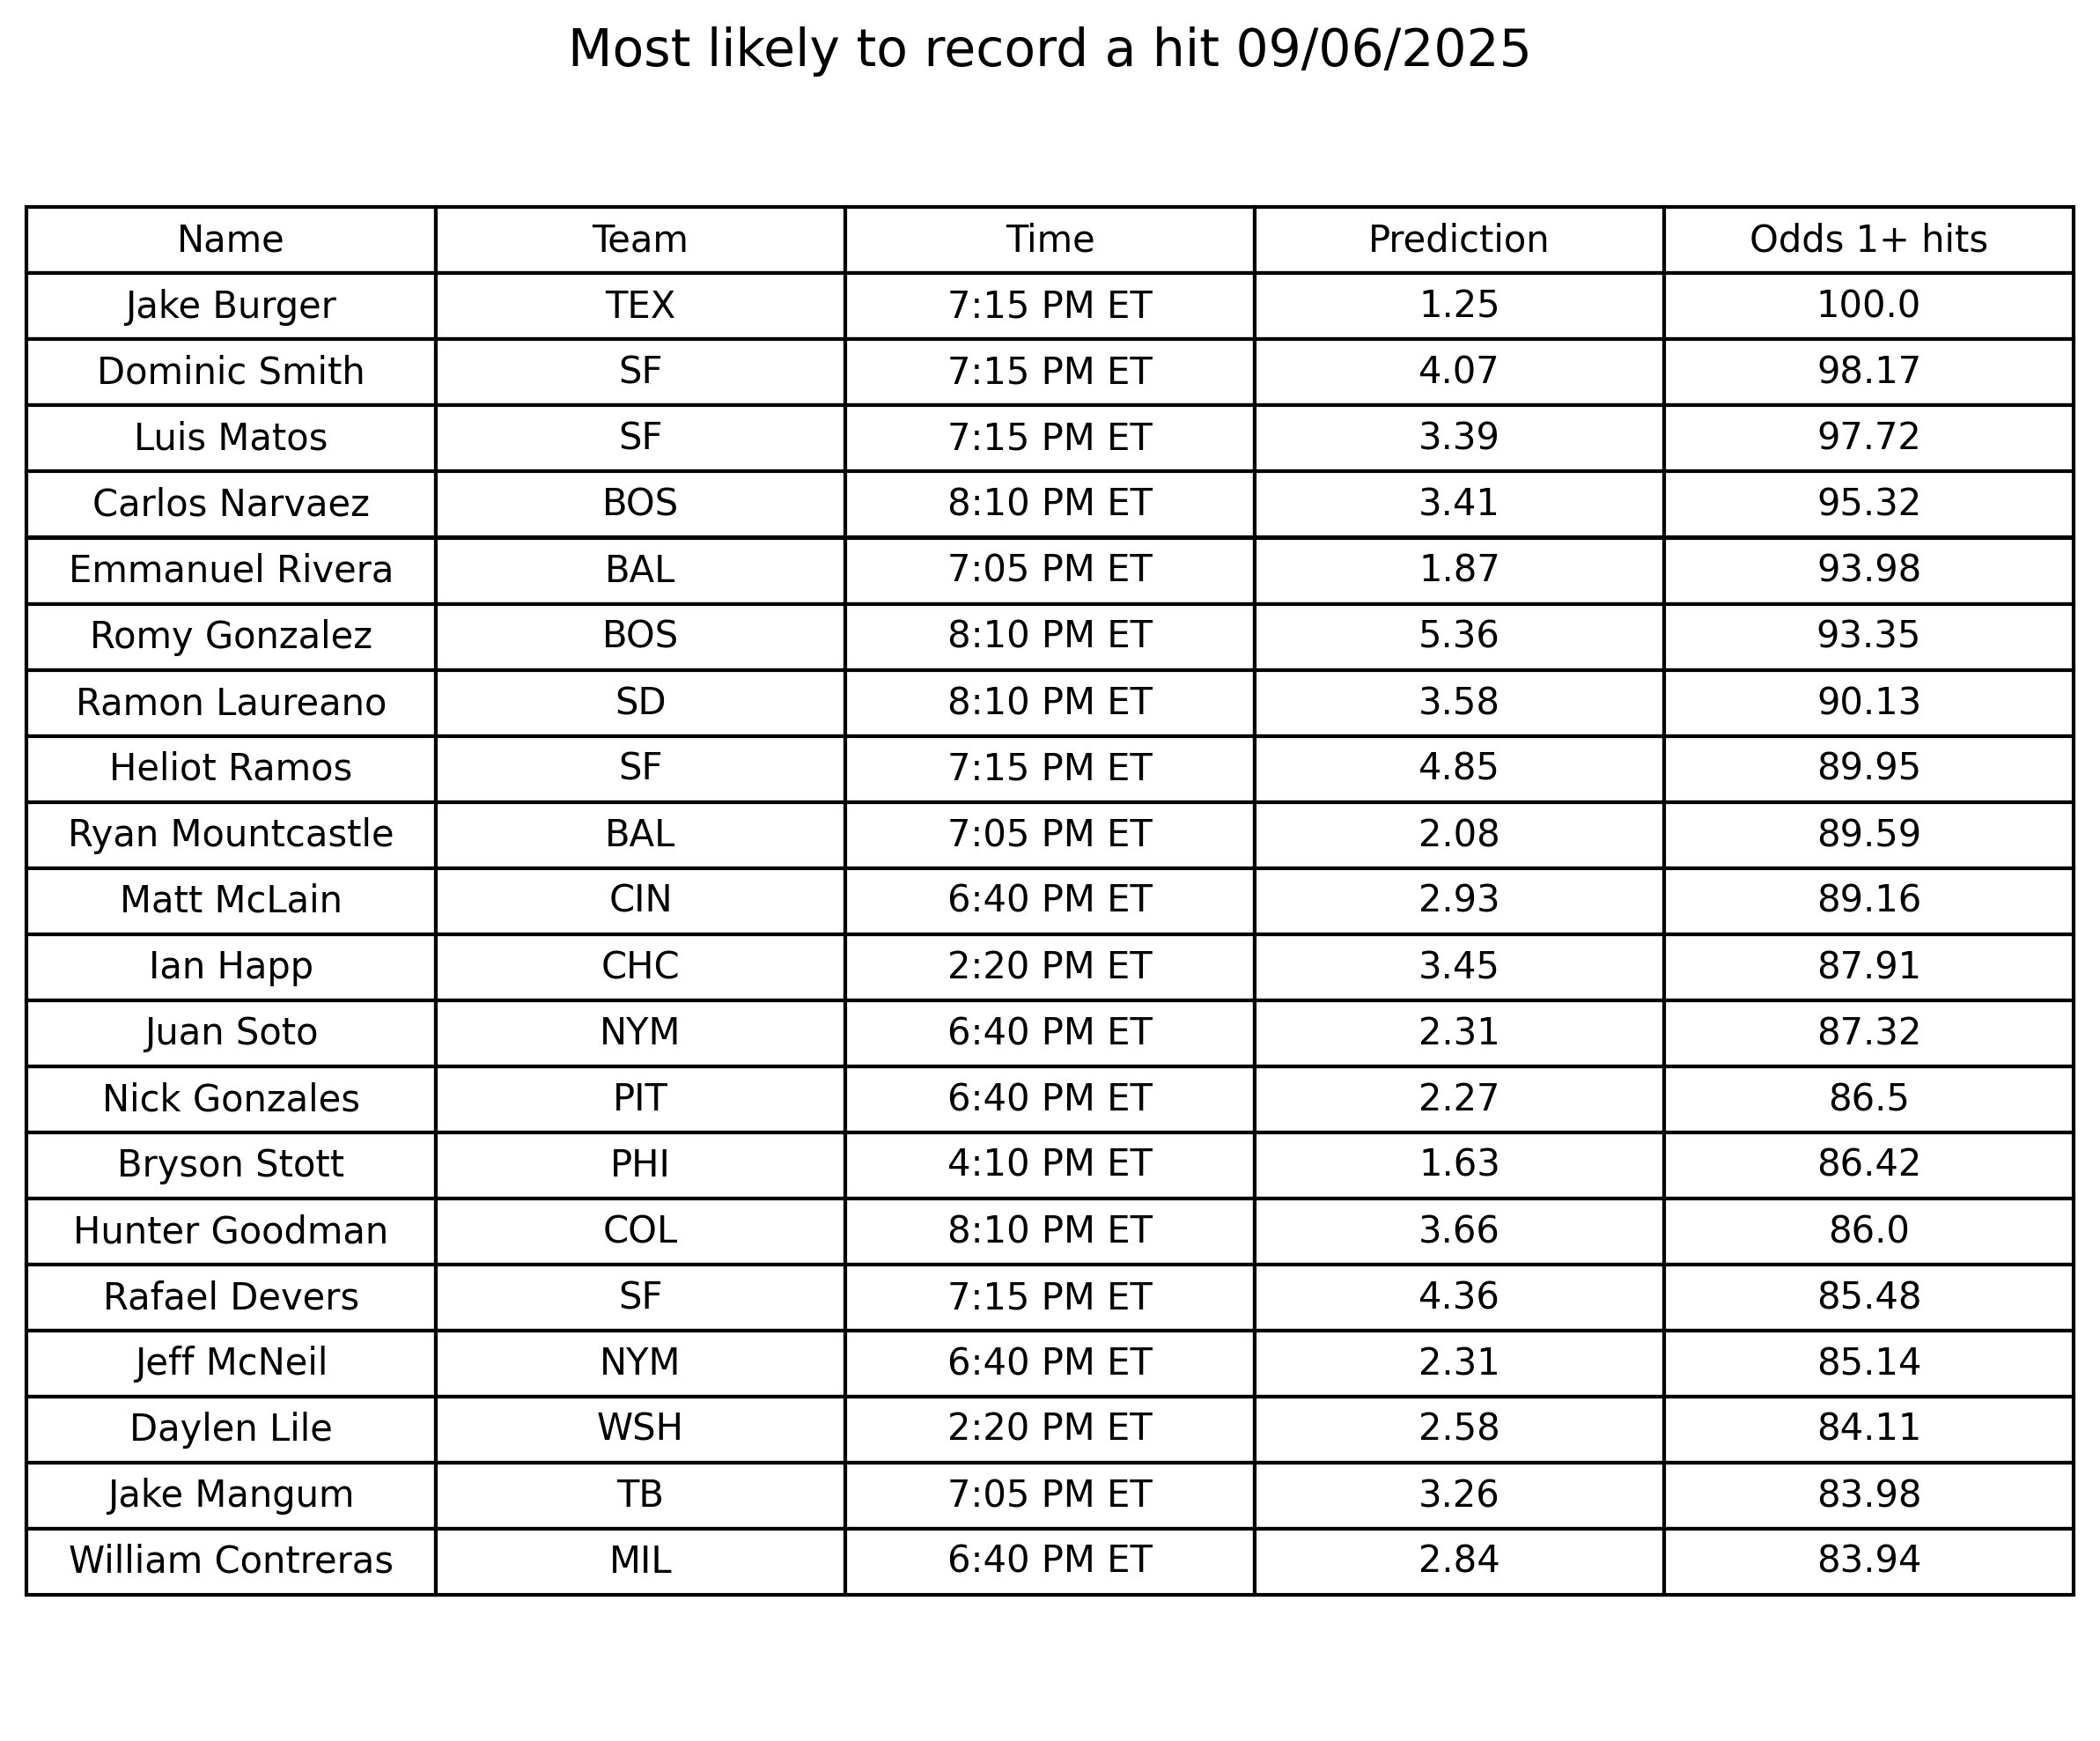 Most likely to record a hit 09/06/2025
Name Team Time Prediction Odds 1+ hits
Jake Burger TEX 7:15 PM ET 1.25 100.0
Dominic Smith SF 7:15 PM ET 4.07 98.17
Luis Matos SF 7:15 PM ET 3.39 97.72
Carlos Narvaez BOS 8:10 PM ET 3.41 95.32
Emmanuel Rivera BAL 7:05 PM ET 1.87 93.98
Romy Gonzalez BOS 8:10 PM ET 5.36 93.35
Ramon Laureano SD 8:10 PM ET 3.58 90.13
Heliot Ramos SF 7:15 PM ET 4.85 89.95
Ryan Mountcastle BAL 7:05 PM ET 2.08 89.59
Matt McLain CIN 6:40 PM ET 2.93 89.16
Ian Happ CHC 2:20 PM ET 3.45 87.91
Juan Soto NYM 6:40 PM ET 2.31 87.32
Nick Gonzales PIT 6:40 PM ET 2.27 86.5
Bryson Stott PHI 4:10 PM ET 1.63 86.42
Hunter Goodman COL 8:10 PM ET 3.66 86.0
Rafael Devers SF 7:15 PM ET 4.36 85.48
Jeff McNeil NYM 6:40 PM ET 2.31 85.14
Daylen Lile WSH 2:20 PM ET 2.58 84.11
Jake Mangum TB 7:05 PM ET 3.26 83.98
William Contreras MIL 6:40 PM ET 2.84 83.94